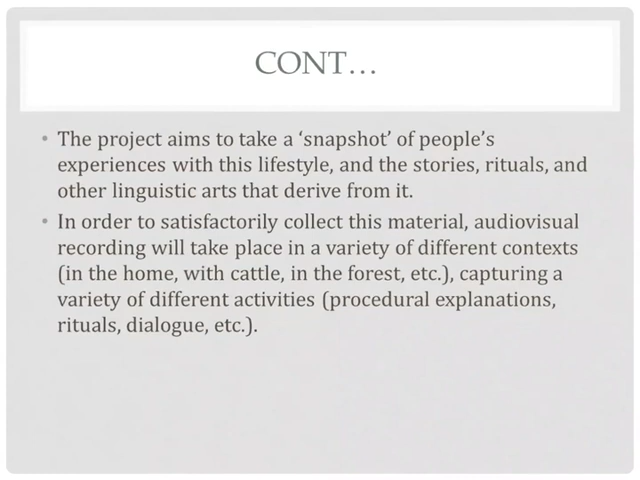 CONT…
• The project aims to take a ‘snapshot’ of people’s
experiences with this lifestyle, and the stories, rituals, and
other linguistic arts that derive from it.
• In order to satisfactorily collect this material, audiovisual
recording will take place in a variety of different contexts
(in the home, with cattle, in the forest, etc.), capturing a
variety of different activities (procedural explanations,
rituals, dialogue, etc.).